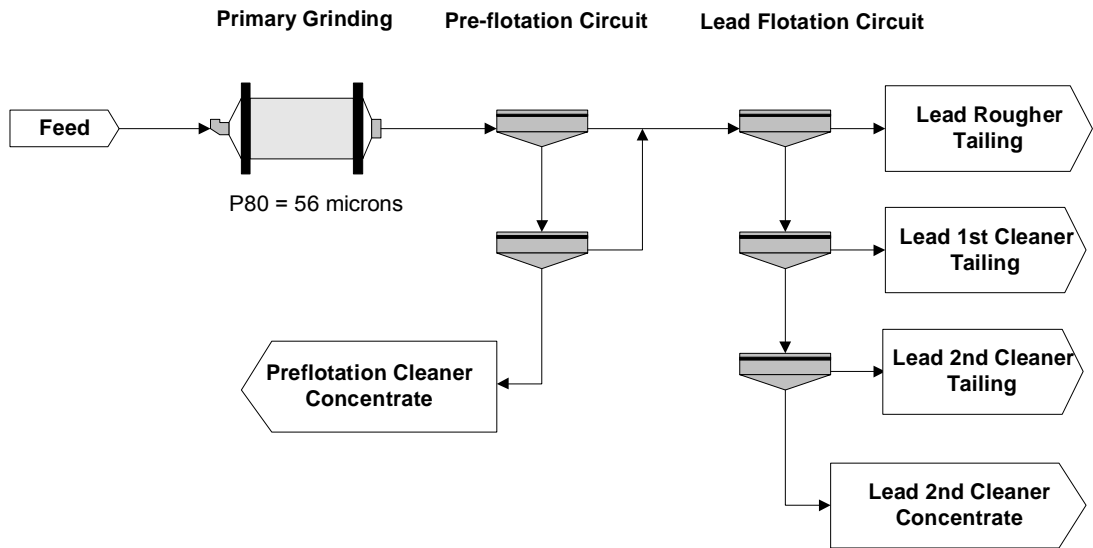 Primary Grinding
Pre-flotation Circuit
Lead Flotation Circuit
Feed
P80 = 56 microns
Lead Rougher
Tailing
Lead 1st Cleaner
Tailing
Preflotation Cleaner
Concentrate
Lead 2nd Cleaner
Tailing
Lead 2nd Cleaner
Concentrate